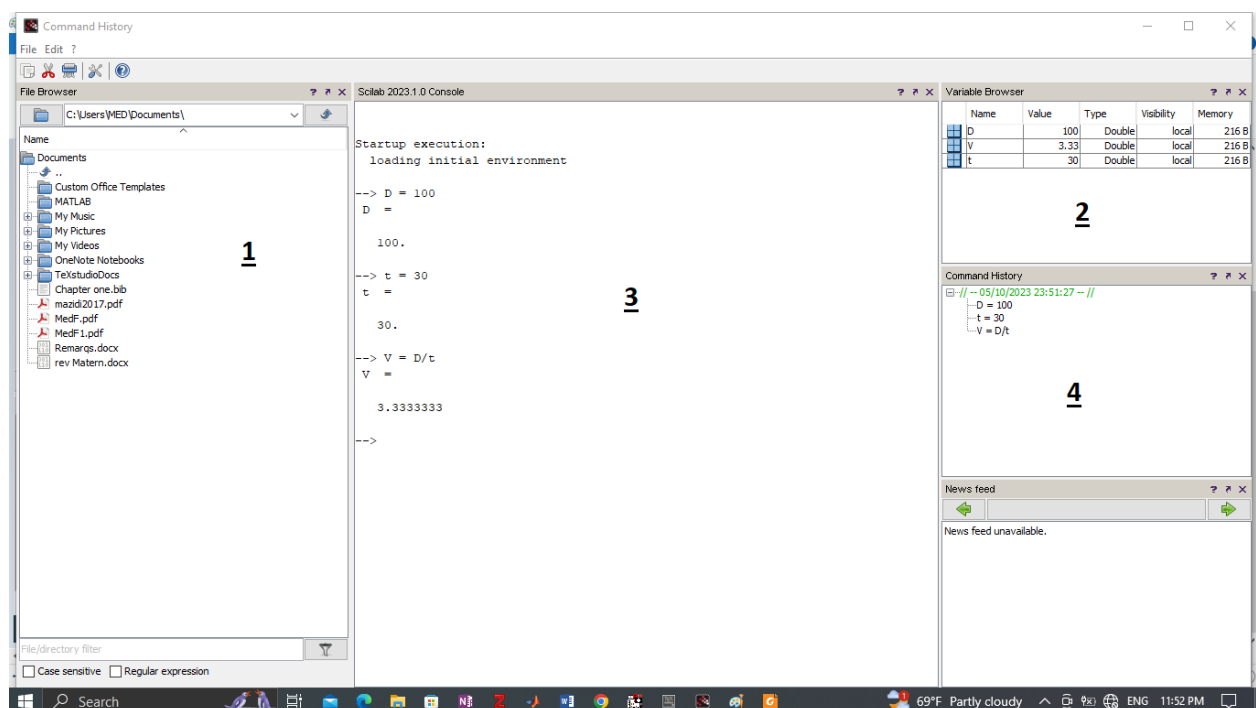 Command History
File Edit ?
File Browser
C:\Users\MED\Documents\
Name
Documents
..
Custom Office Templates
MATLAB
My Music
My Pictures
My Videos
OneNote Notebooks
TeXstudioDocs
Chapter one.bib
mazidi2017.pdf
MedF.pdf
MedF1.pdf
Remarqs.docx
rev Matern.docx
1
File/directory filter
Case sensitive Regular expression
Scilab 2023.1.0 Console
Startup execution:
loading initial environment
--> D = 100
D =
100.
--> t = 30
t =
30.
--> V = D/t
V =
3.3333333
-->
3
Variable Browser
Name Value Type Visibility Memory
D 100 Double local 216 B
V 3.33 Double local 216 B
t 30 Double local 216 B
2
Command History
// -- 05/10/2023 23:51:27 -- //
D = 100
t = 30
V = D/t
4
News feed
News feed unavailable.
Search
69°F Partly cloudy ENG 11:52 PM